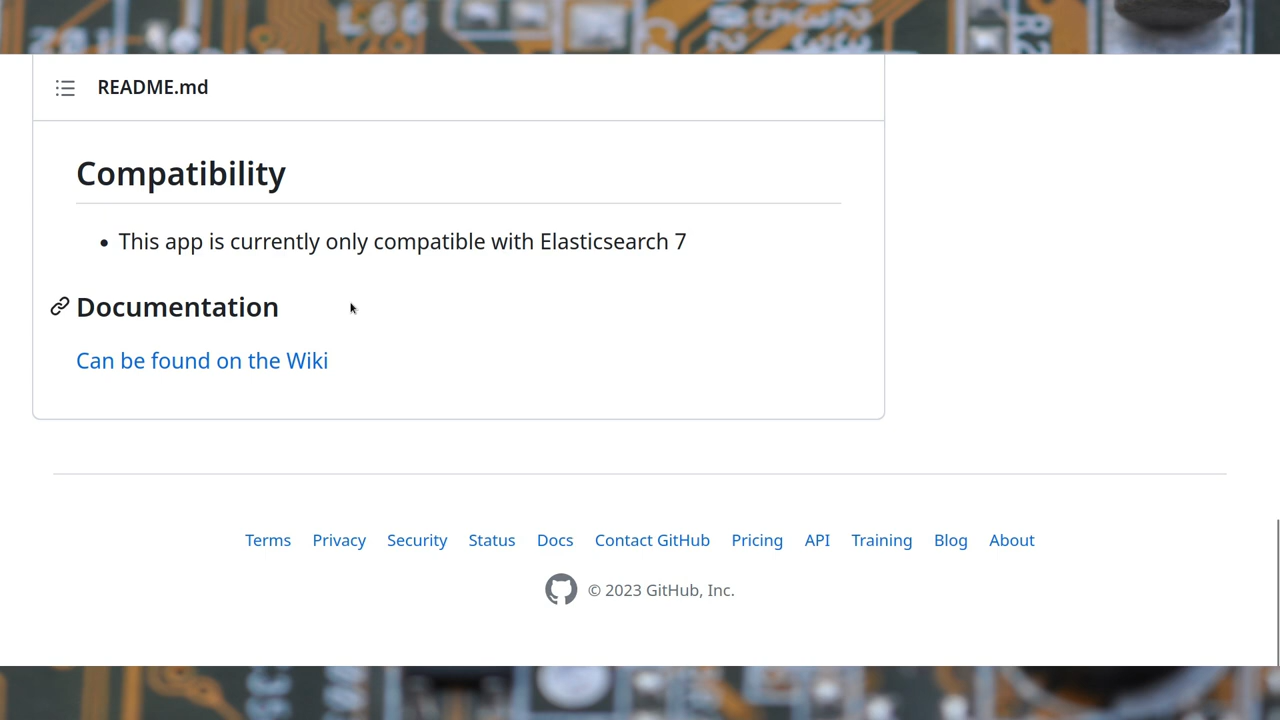 L66
README.md
Compatibility
This app is currently only compatible with Elasticsearch 7
Documentation
Can be found on the Wiki
Terms Privacy Security Status Docs Contact GitHub Pricing API Training Blog About
© 2023 GitHub, Inc.